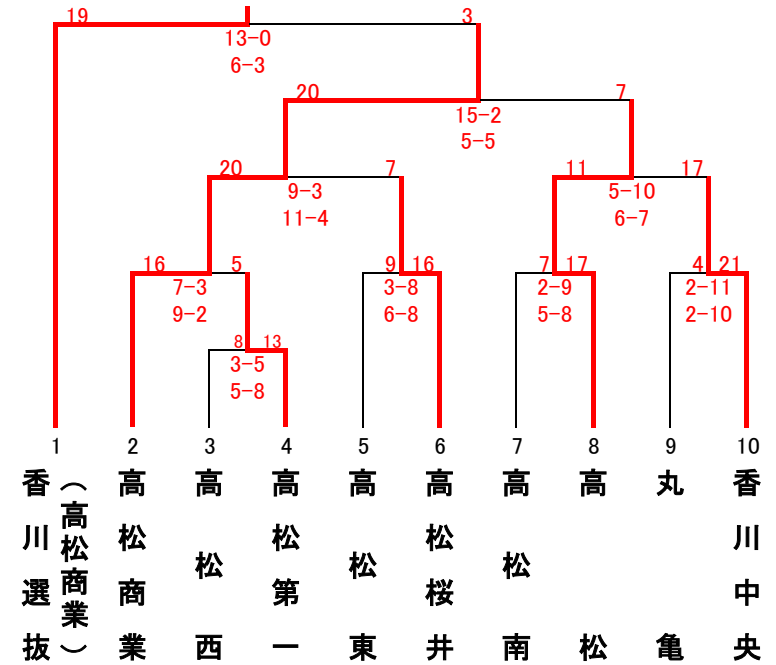 19 3
13-0
6-3
20 7
15-2
5-5
20 7 11 17
9-3 5-10
11-4 6-7
16 5 9 16 7 17 4 21
7-3 3-8 2-9 2-11
9-2 6-8 5-8 2-10
8 13
3-5
5-8
1 2 3 4 5 6 7 8 9 10
香川選抜
（高松商業）
高松商業
高松西
高松第一
高松東
高松桜井
高松南
高松
丸亀
香川中央